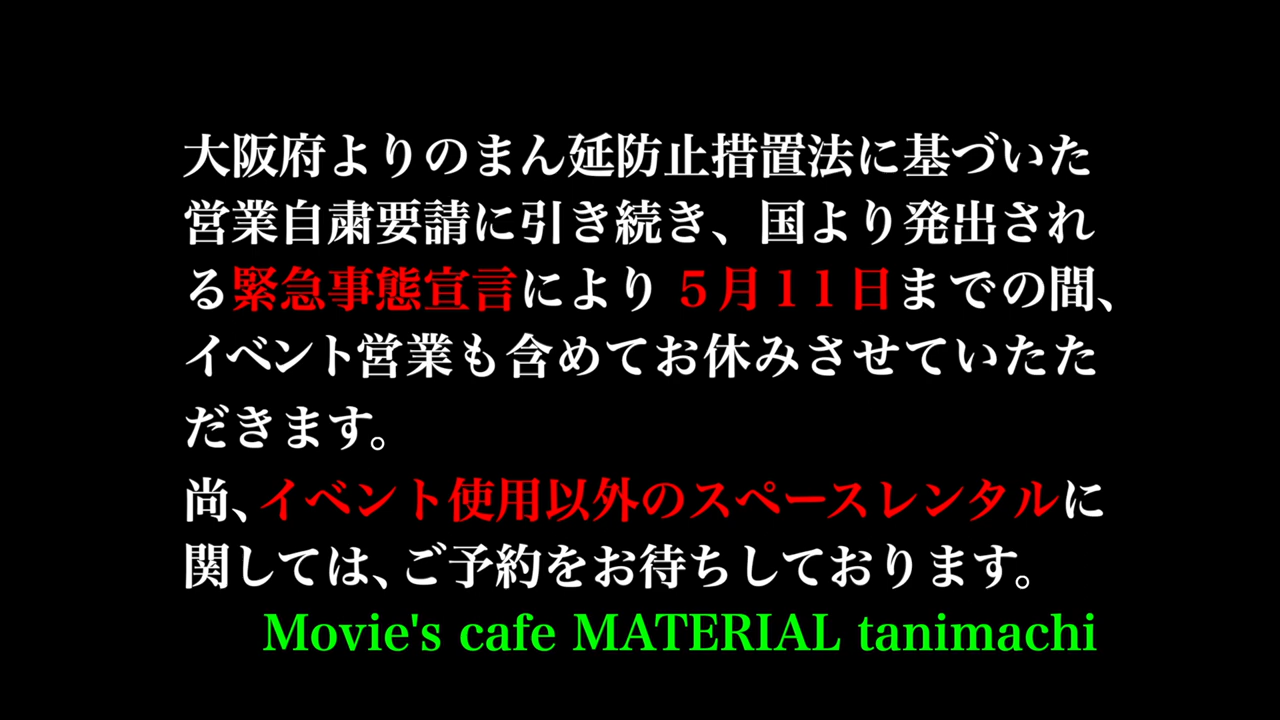 大阪府よりのまん延防止措置法に基づいた
営業自粛要請に引き続き、国より発出され
る緊急事態宣言により５月１１日までの間、
イベント営業も含めてお休みさせていたた
だきます。
尚、イベント使用以外のスペースレンタルに
関しては、ご予約をお待ちしております。
Movie's cafe MATERIAL tanimachi